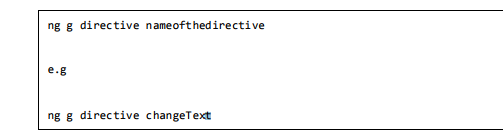 ng g directive nameofthedirective
e.g
ng g directive changeText